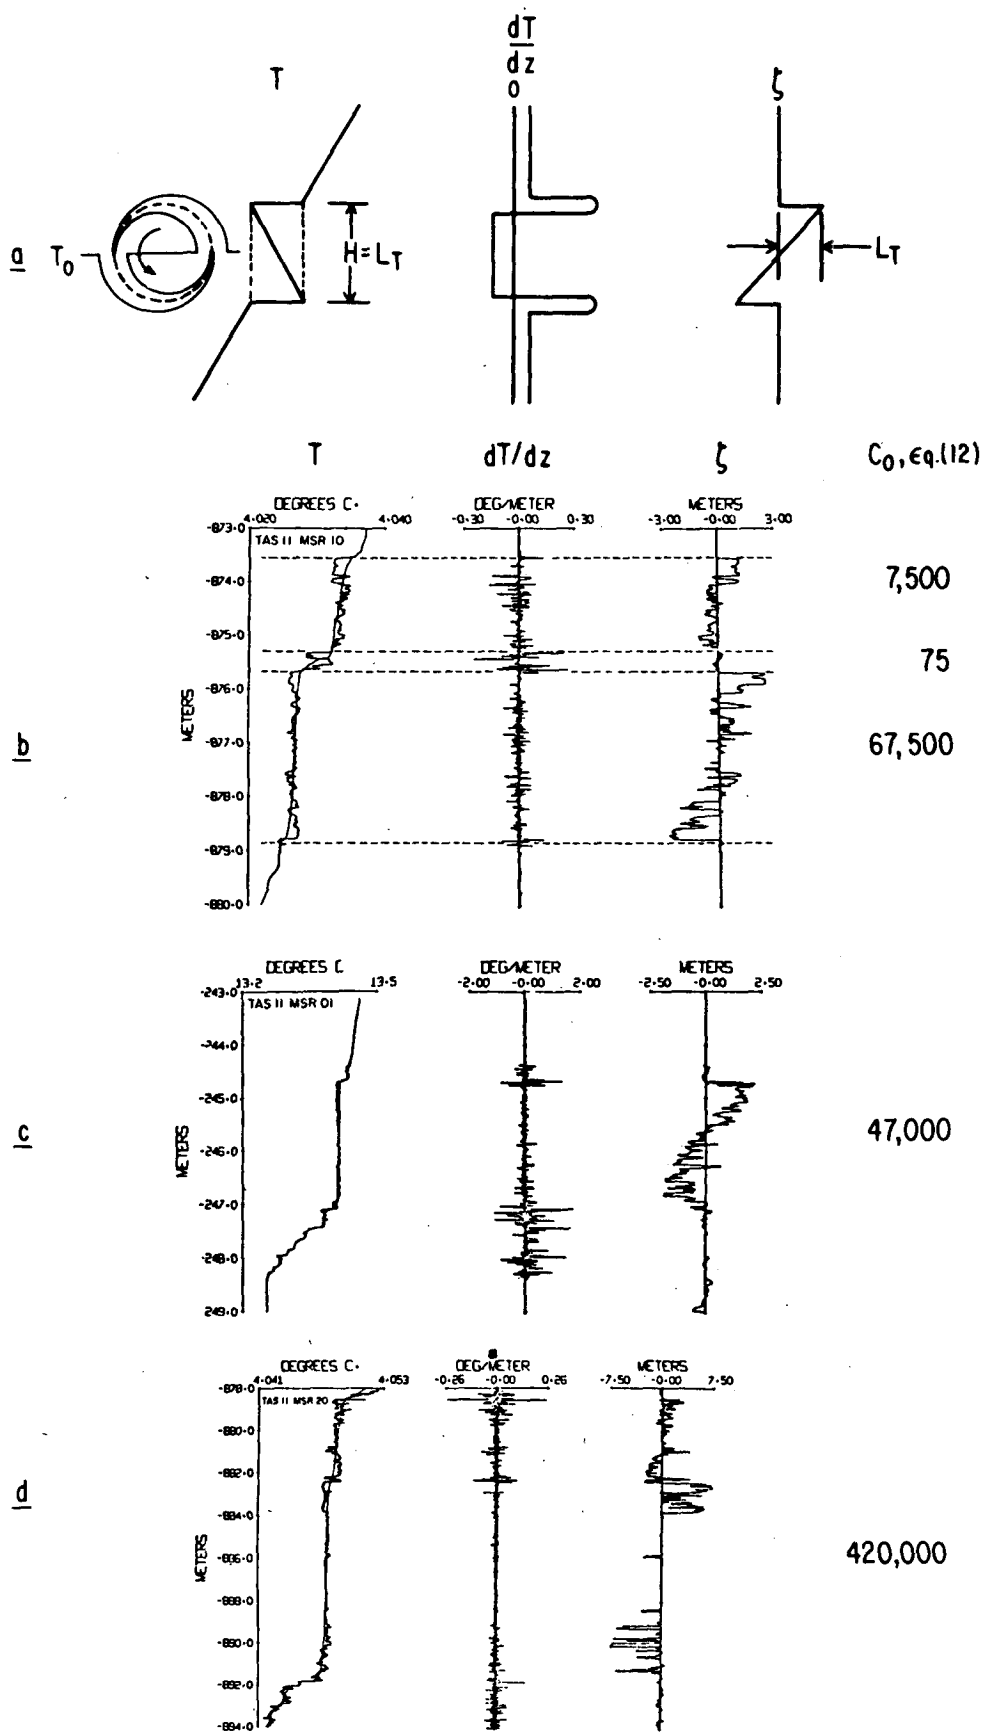 dT
dz
T
0
ζ
a
T₀
H=L_T
L_T
T
dT/dz
ζ
C₀, εq.(12)
DEGREES C.
DEG/METER
METERS
4.020
4.040
-0.30
-0.00
0.30
-3.00
-0.00
3.00
-873.0
TAS 11 MSR 10
-874.0
7,500
-875.0
75
-876.0
METERS
b
-877.0
67,500
-878.0
-879.0
-880.0
DEGREES C
DEG/METER
METERS
13.2
13.5
-2.00
-0.00
2.00
-2.50
-0.00
2.50
-243.0
TAS 11 MSR 01
-244.0
-245.0
c
METERS
47,000
-246.0
-247.0
-248.0
249.0
DEGREES C.
DEG/METER
METERS
4.041
4.053
-0.26
-0.00
0.26
-7.50
-0.00
7.50
-878.0
TAS 11 MSR 20
-880.0
-882.0
d
-884.0
METERS
-886.0
420,000
-888.0
-890.0
-892.0
-894.0